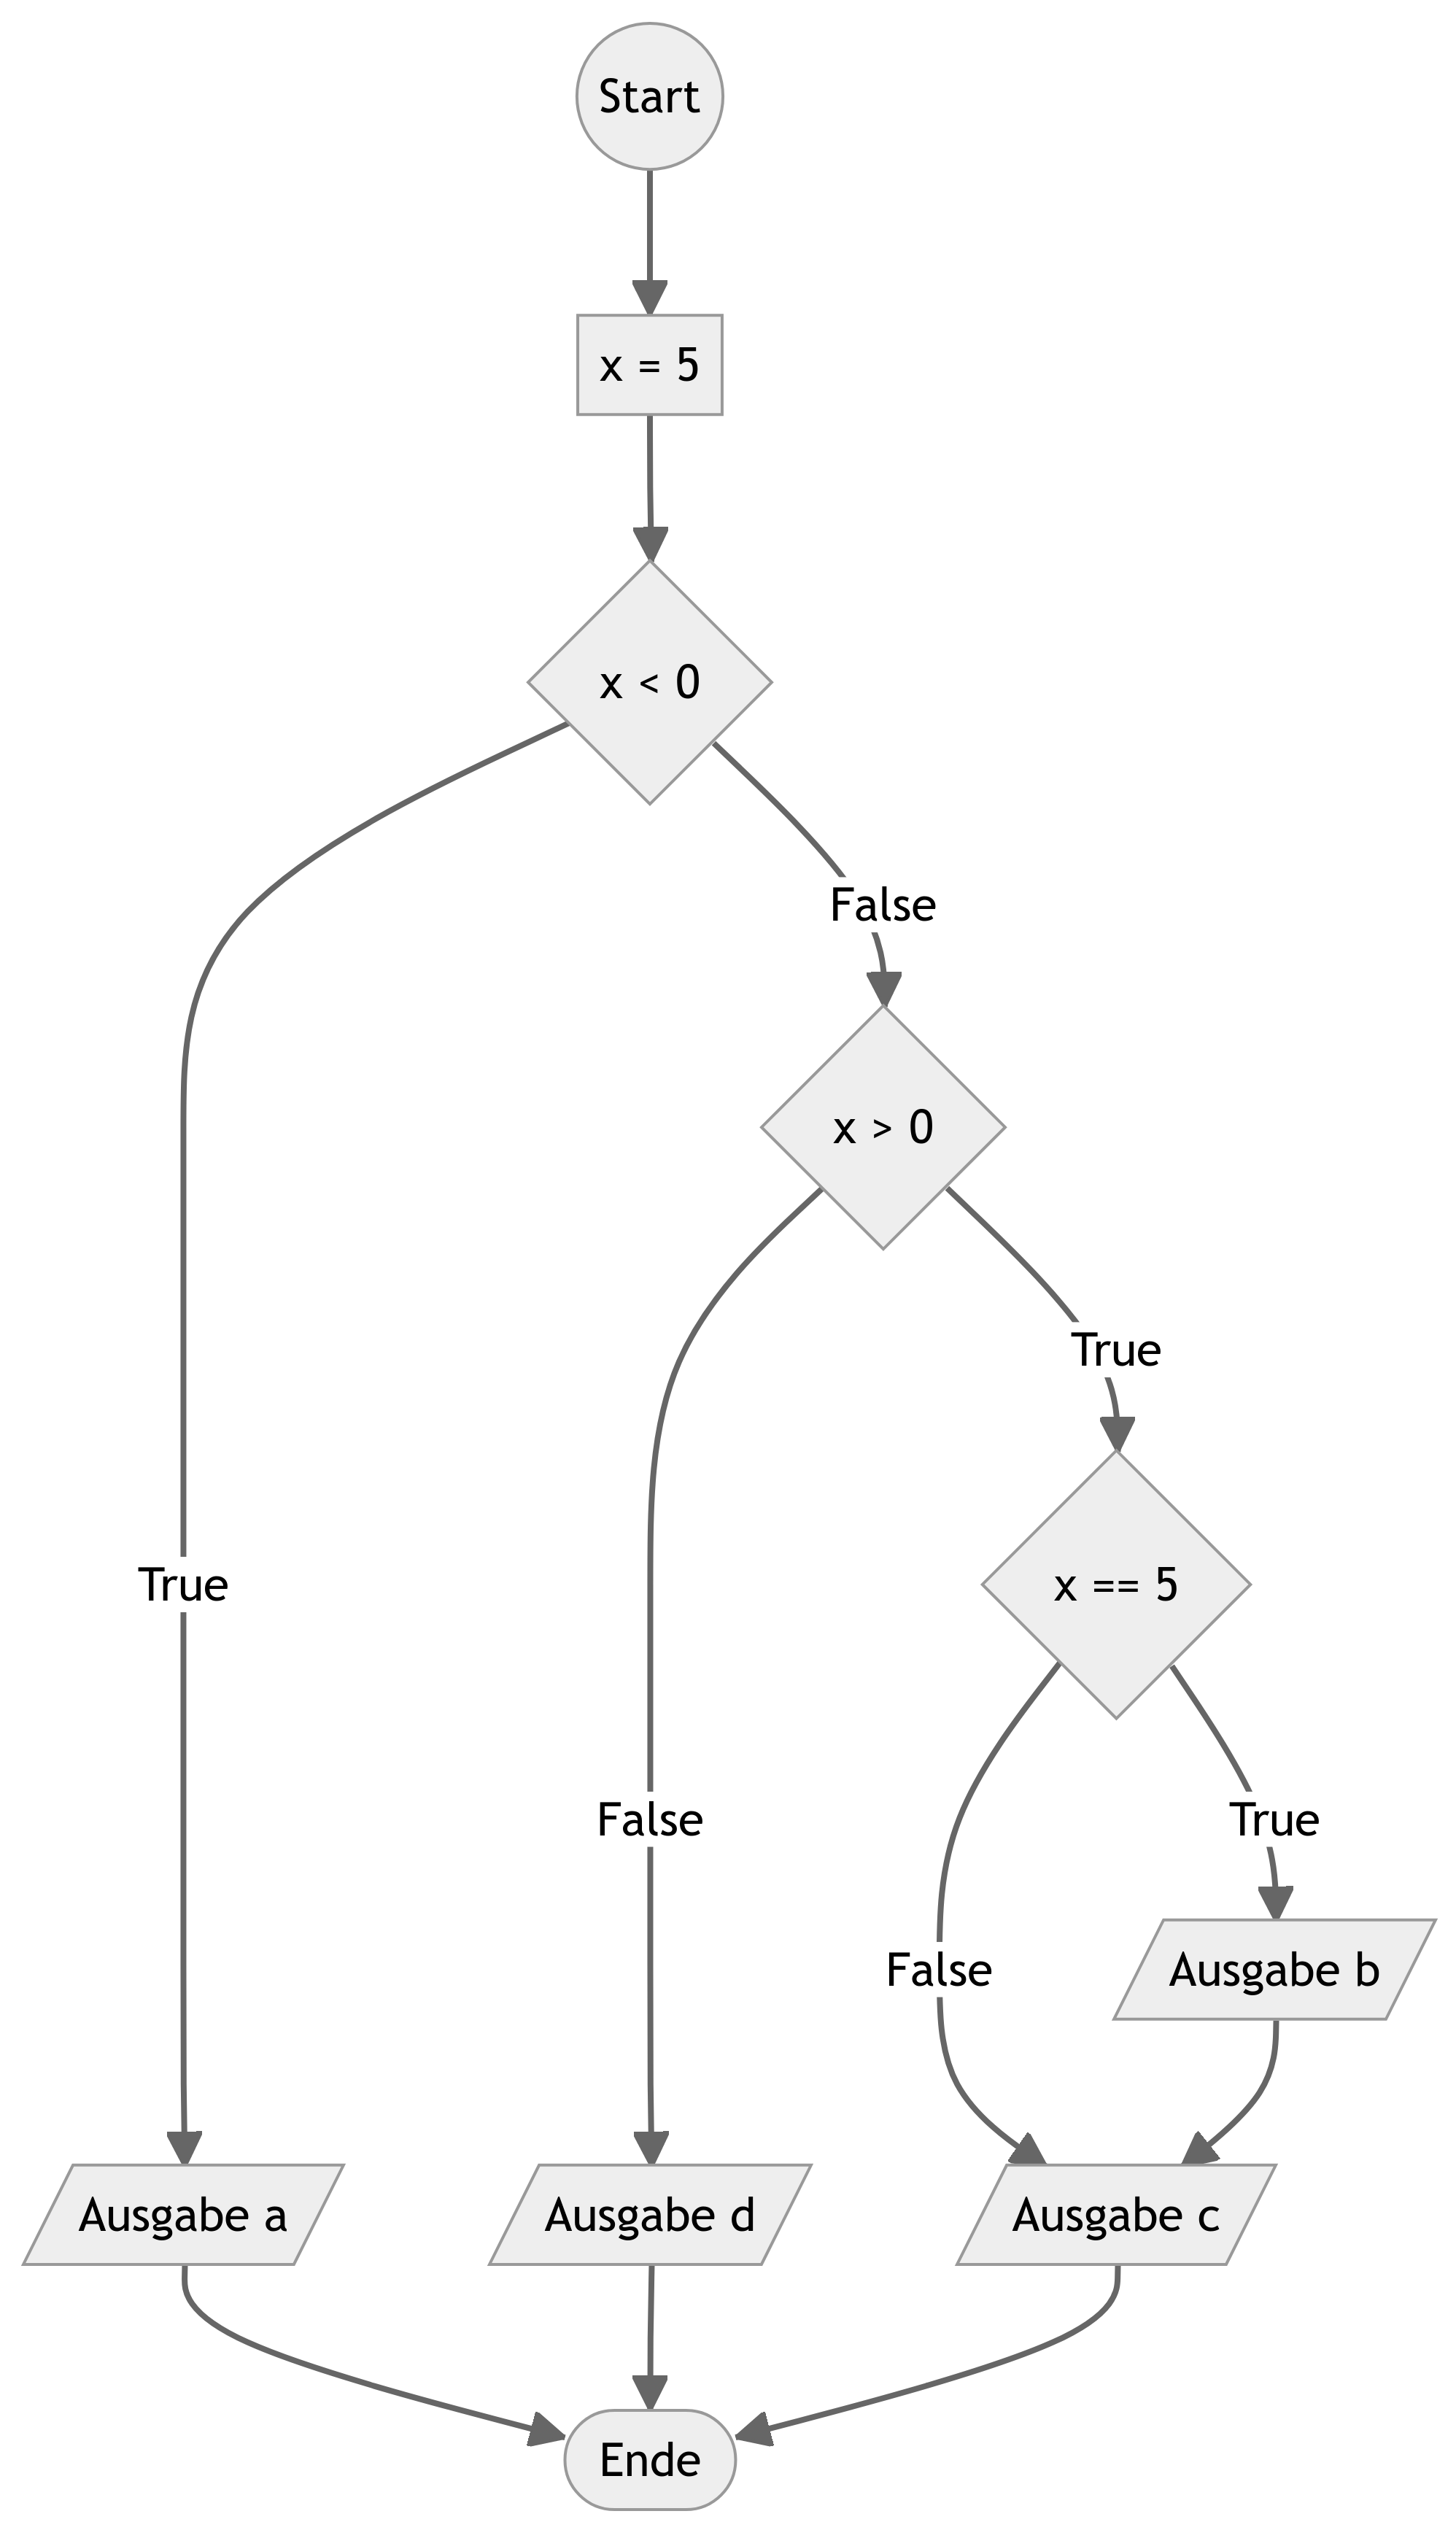 Start
x = 5
x < 0
False
x > 0
True
x == 5
True
False
True
False
Ausgabe b
Ausgabe a
Ausgabe d
Ausgabe c
Ende